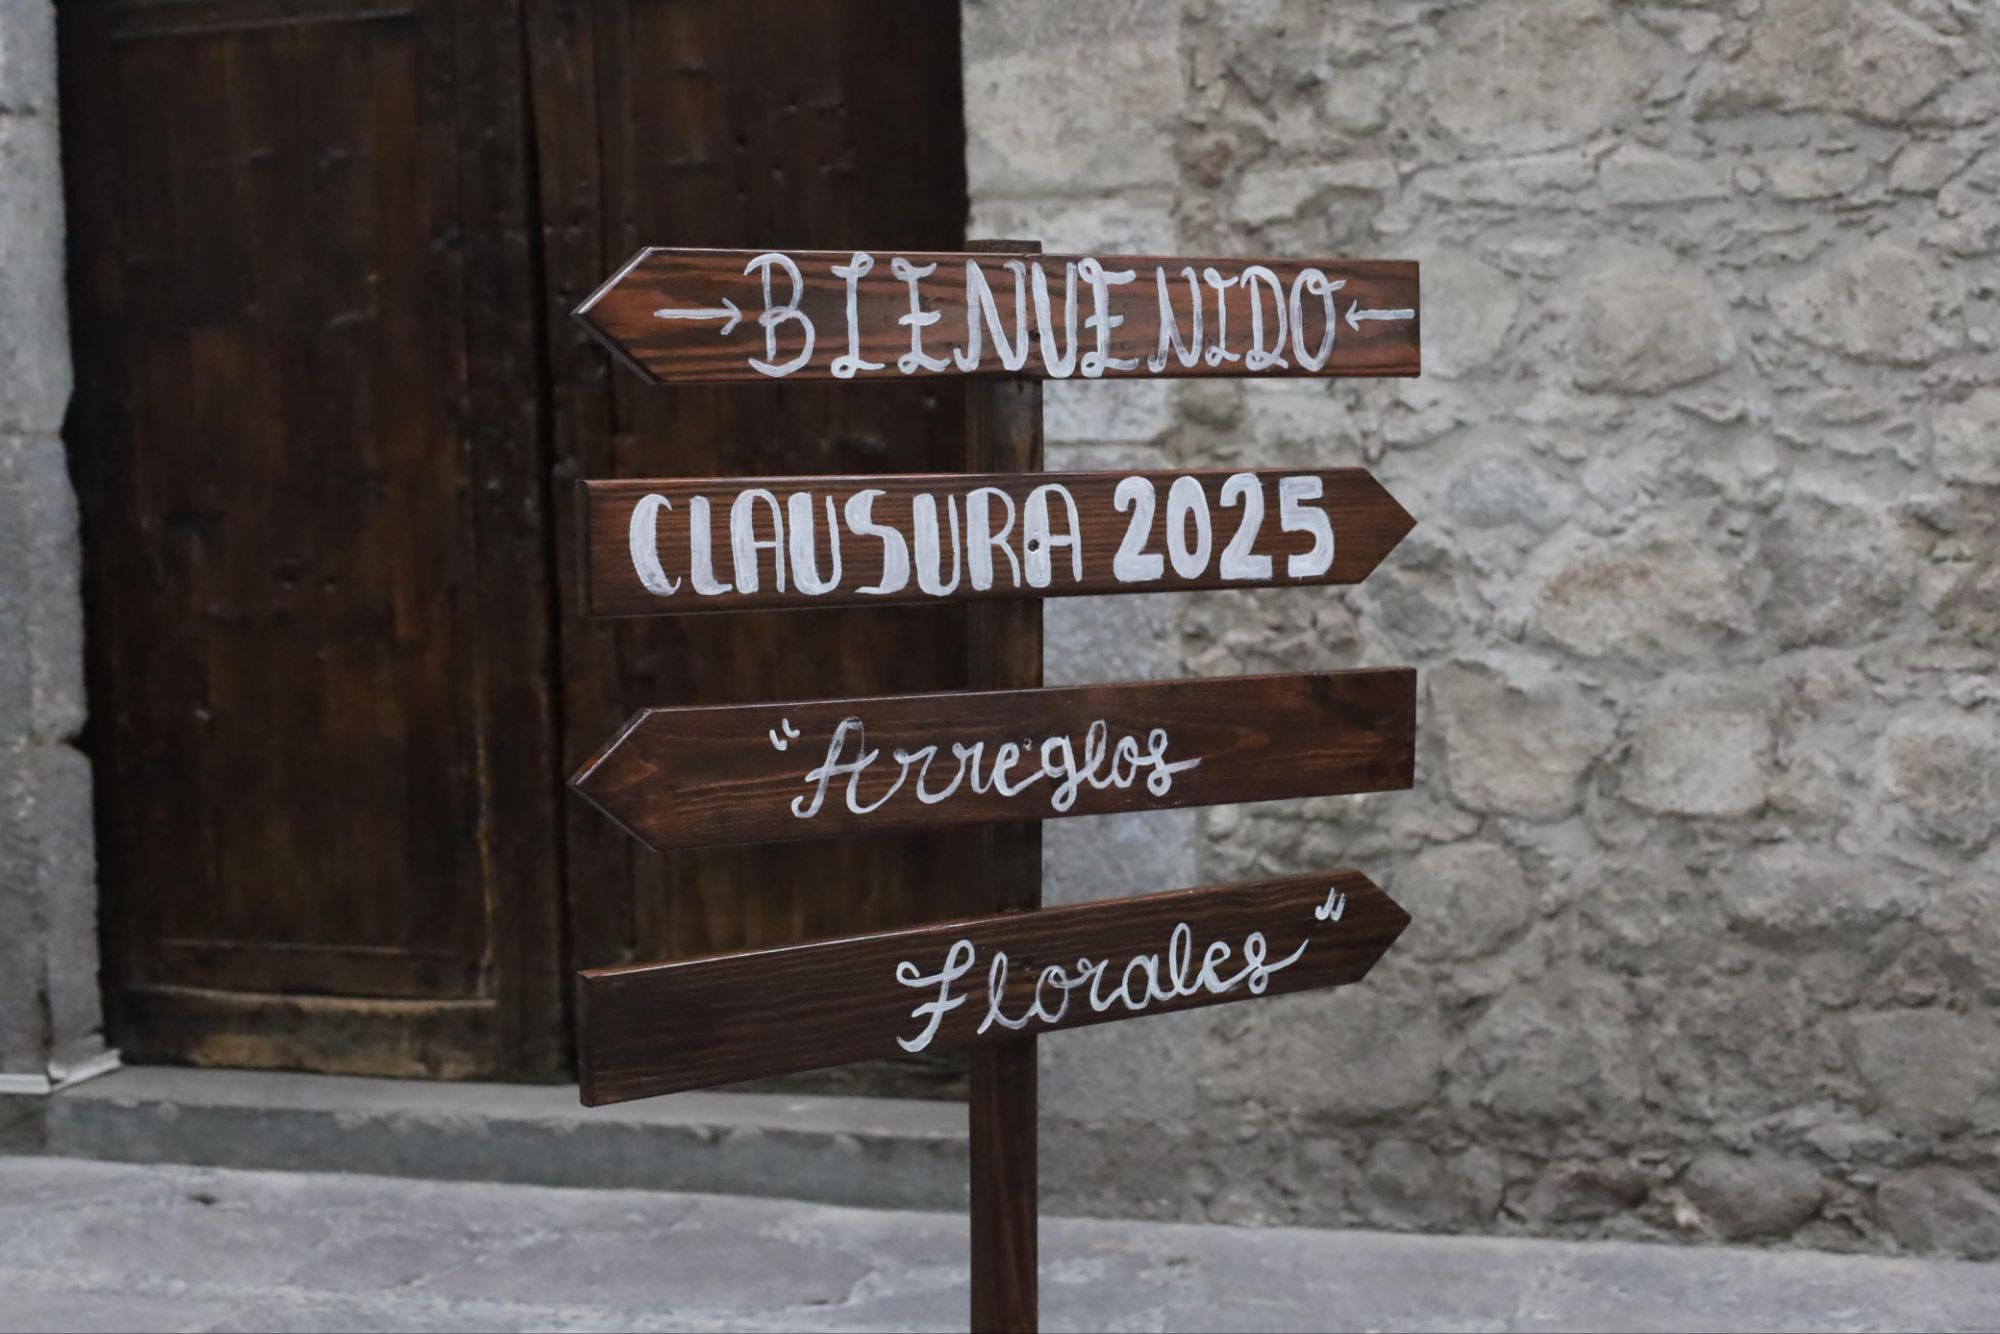 → BIENVENIDO ←
CLAUSURA 2025
“Arreglos
Florales”